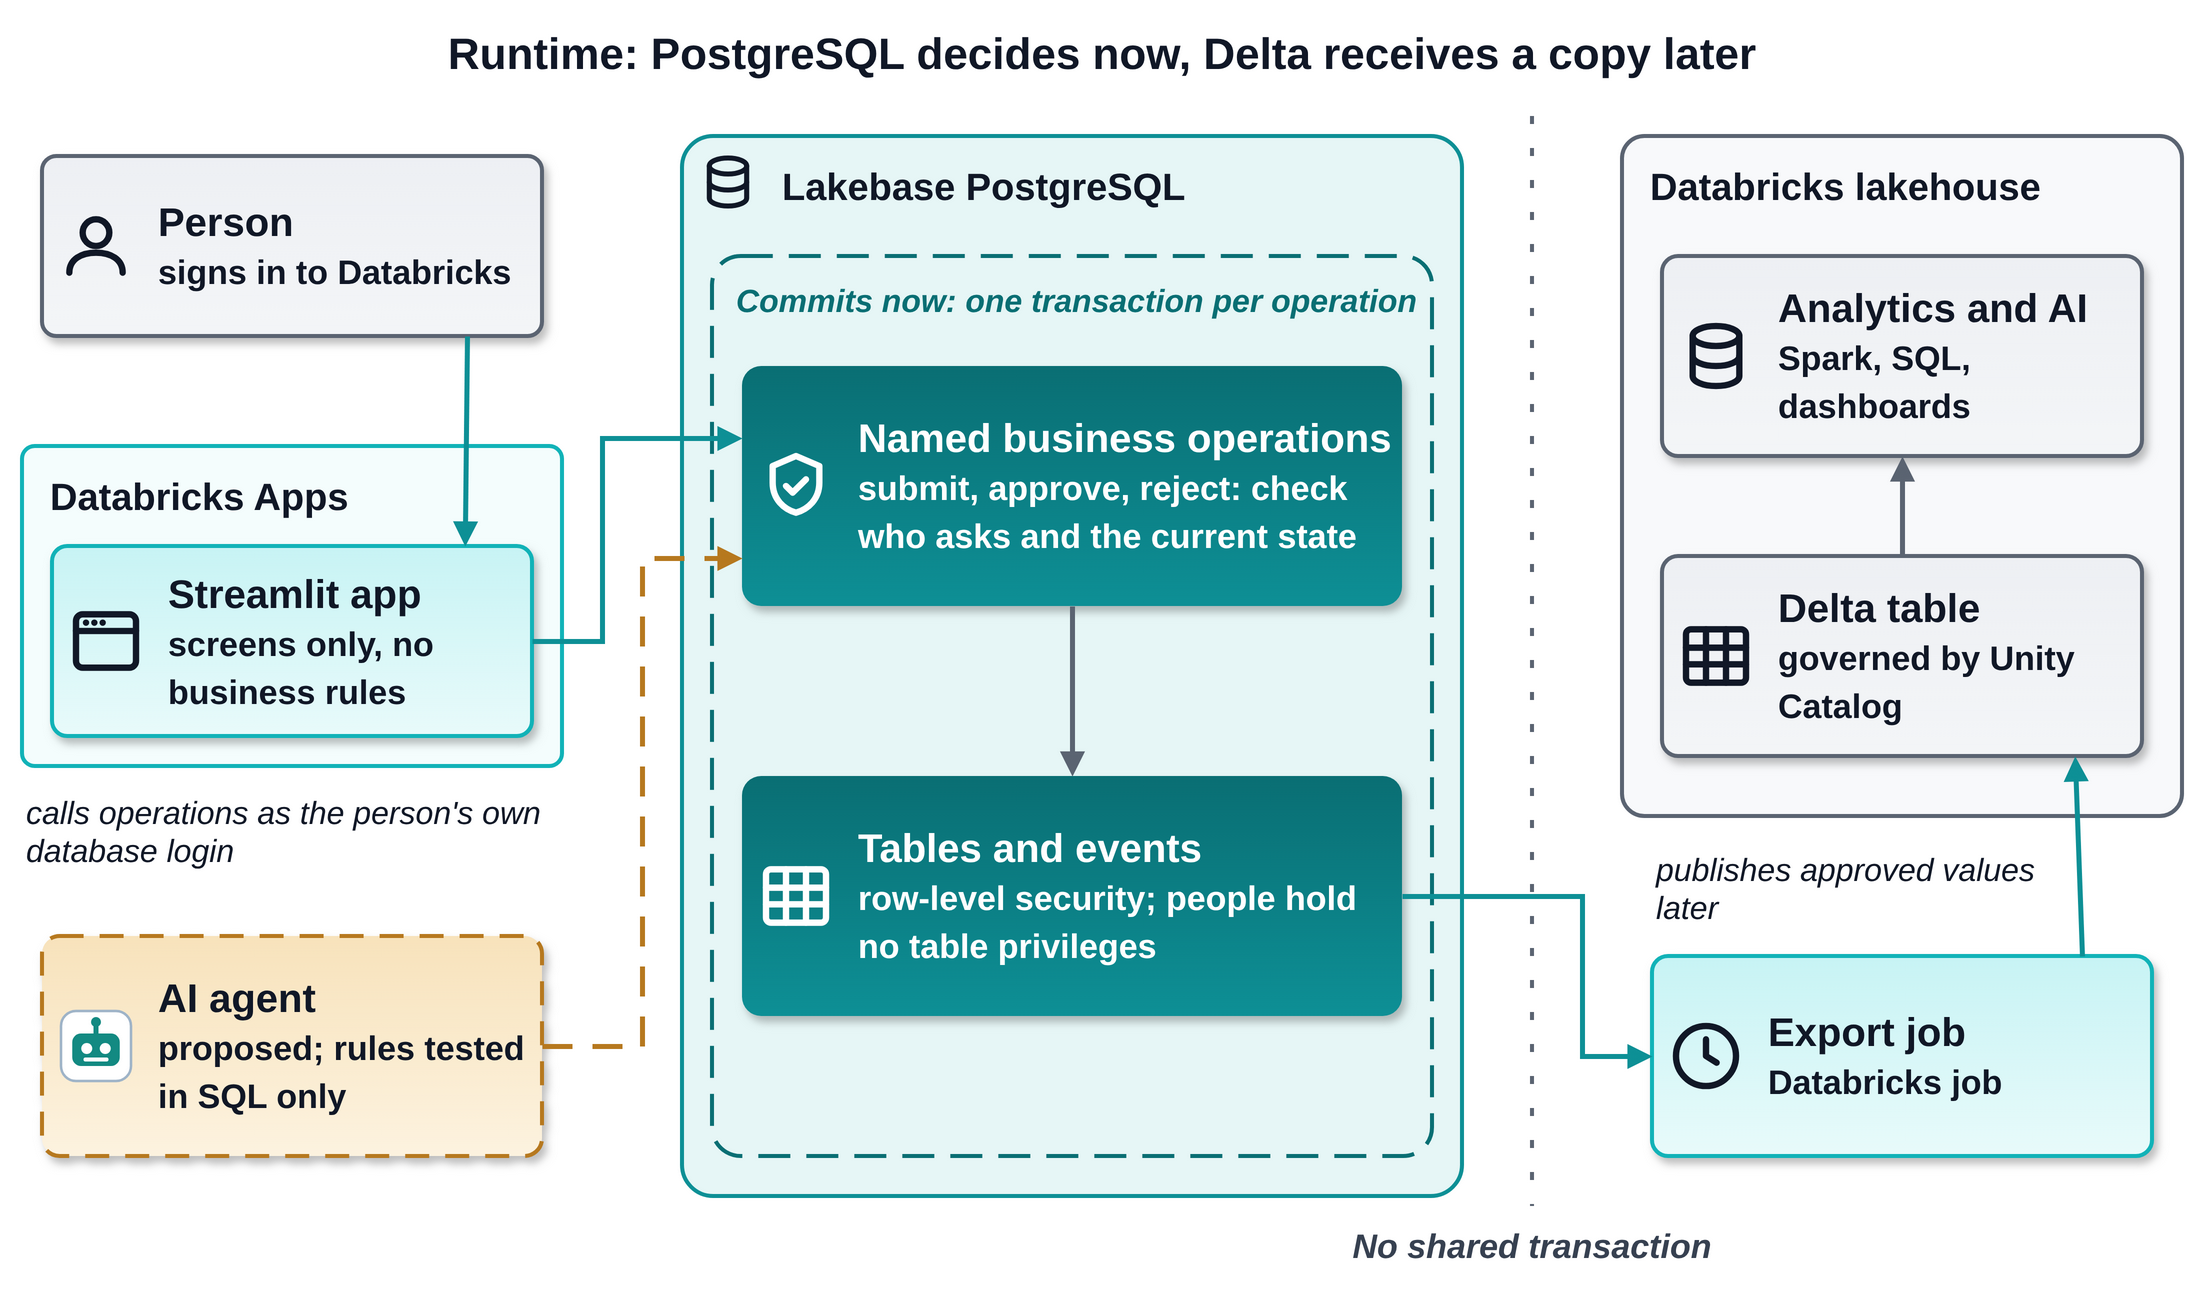 Runtime: PostgreSQL decides now, Delta receives a copy later
Person
signs in to Databricks
Databricks Apps
Streamlit app
screens only, no
business rules
calls operations as the person's own
database login
AI agent
proposed; rules tested
in SQL only
Lakebase PostgreSQL
Commits now: one transaction per operation
Named business operations
submit, approve, reject: check
who asks and the current state
Tables and events
row-level security; people hold
no table privileges
Databricks lakehouse
Analytics and AI
Spark, SQL,
dashboards
Delta table
governed by Unity
Catalog
publishes approved values
later
Export job
Databricks job
No shared transaction